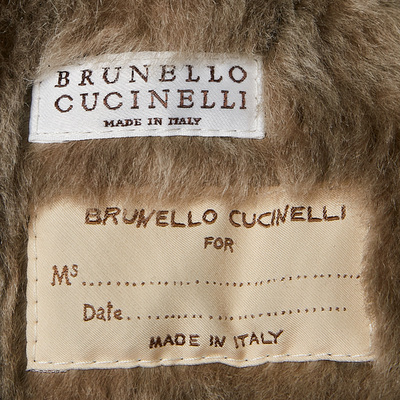 BRUNELLO
CUCINELLI
MADE IN ITALY
BRUNELLO CUCINELLI
FOR
Ms..........................................
Date....................................
MADE IN ITALY